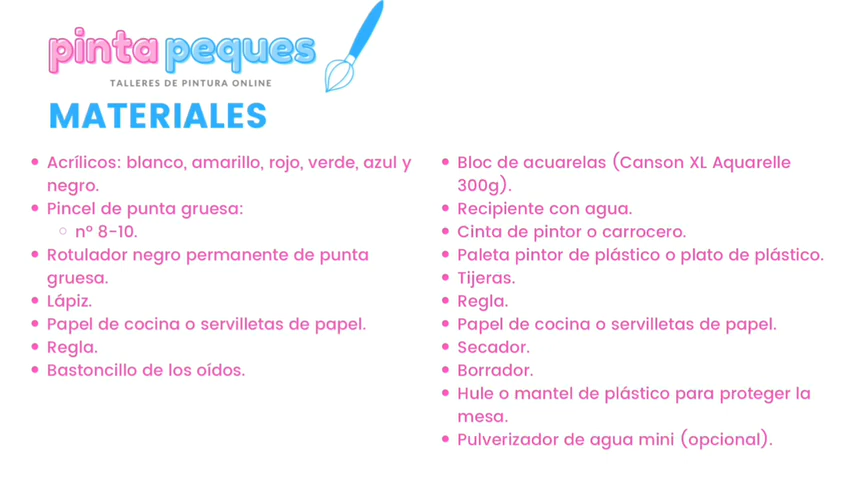 pinta peques
TALLERES DE PINTURA ONLINE
MATERIALES
• Acrílicos: blanco, amarillo, rojo, verde, azul y
negro.
• Pincel de punta gruesa:
○ nº 8-10.
• Rotulador negro permanente de punta
gruesa.
• Lápiz.
• Papel de cocina o servilletas de papel.
• Regla.
• Bastoncillo de los oídos.
• Bloc de acuarelas (Canson XL Aquarelle
300g).
• Recipiente con agua.
• Cinta de pintor o carrocero.
• Paleta pintor de plástico o plato de plástico.
• Tijeras.
• Regla.
• Papel de cocina o servilletas de papel.
• Secador.
• Borrador.
• Hule o mantel de plástico para proteger la
mesa.
• Pulverizador de agua mini (opcional).